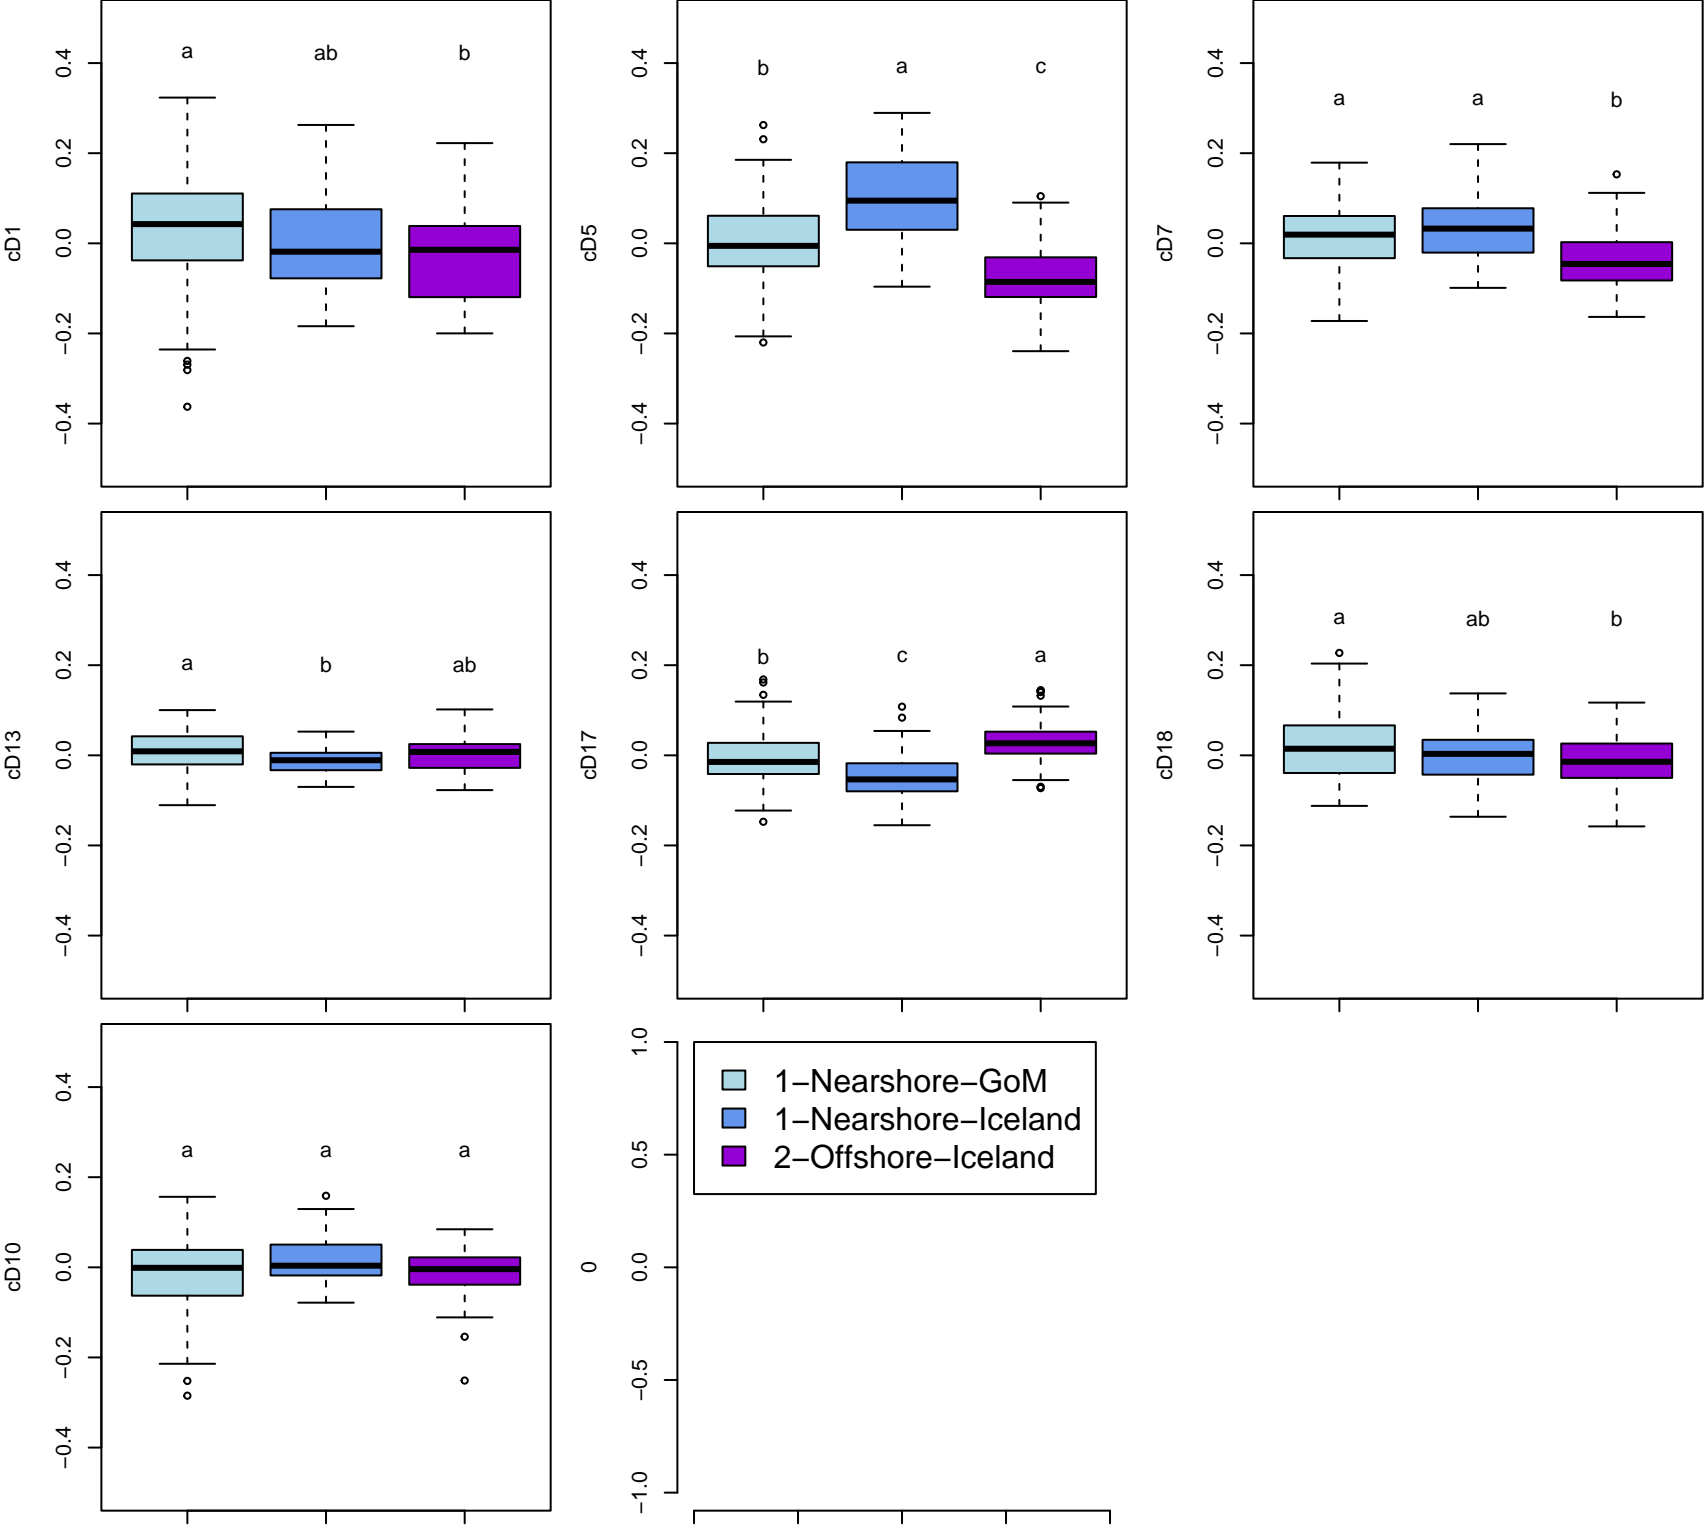 cD1
0.4
0.2
0.0
−0.2
−0.4
a ab b
cD5
0.4
0.2
0.0
−0.2
−0.4
b a c
cD7
0.4
0.2
0.0
−0.2
−0.4
a a b
cD13
0.4
0.2
0.0
−0.2
−0.4
a b ab
cD17
0.4
0.2
0.0
−0.2
−0.4
b c a
cD18
0.4
0.2
0.0
−0.2
−0.4
a ab b
cD10
0.4
0.2
0.0
−0.2
−0.4
a a a
0
1.0
0.5
0.0
−0.5
−1.0
1−Nearshore−GoM
1−Nearshore−Iceland
2−Offshore−Iceland